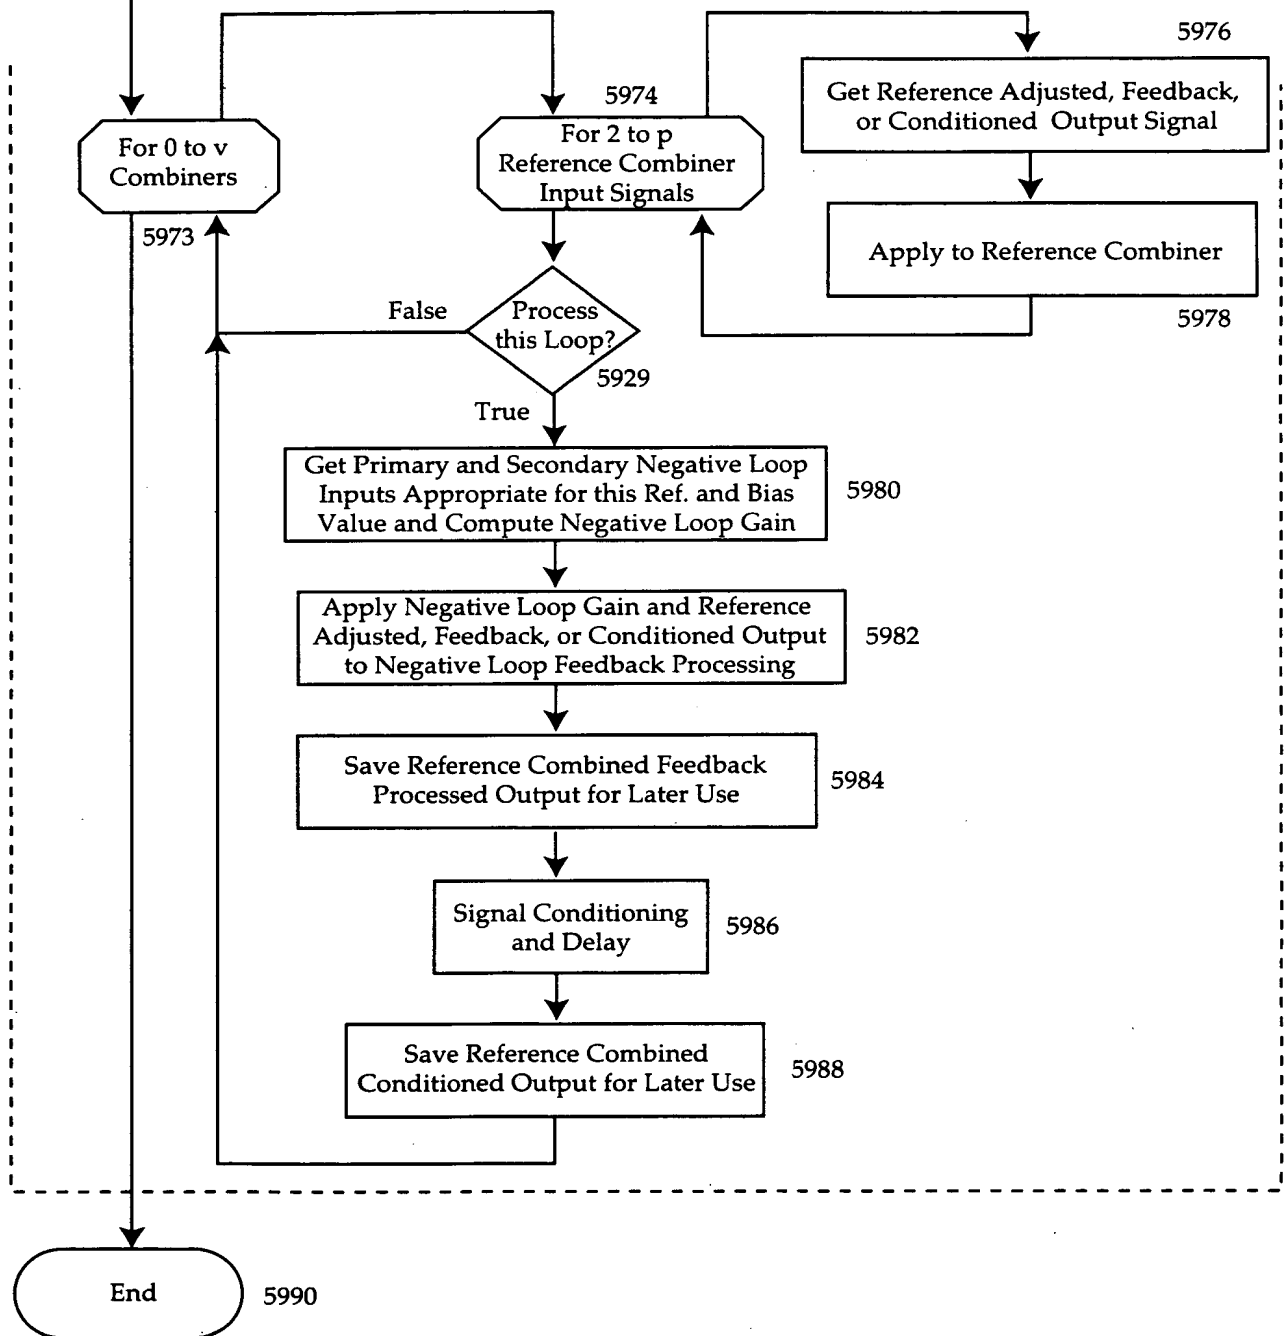 5976
Get Reference Adjusted, Feedback,
or Conditioned Output Signal
5974
For 0 to v
Combiners
For 2 to p
Reference Combiner
Input Signals
5973
Apply to Reference Combiner
5978
False
Process
this Loop?
5929
True
Get Primary and Secondary Negative Loop
Inputs Appropriate for this Ref. and Bias
Value and Compute Negative Loop Gain
5980
Apply Negative Loop Gain and Reference
Adjusted, Feedback, or Conditioned Output
to Negative Loop Feedback Processing
5982
Save Reference Combined Feedback
Processed Output for Later Use
5984
Signal Conditioning
and Delay
5986
Save Reference Combined
Conditioned Output for Later Use
5988
End
5990